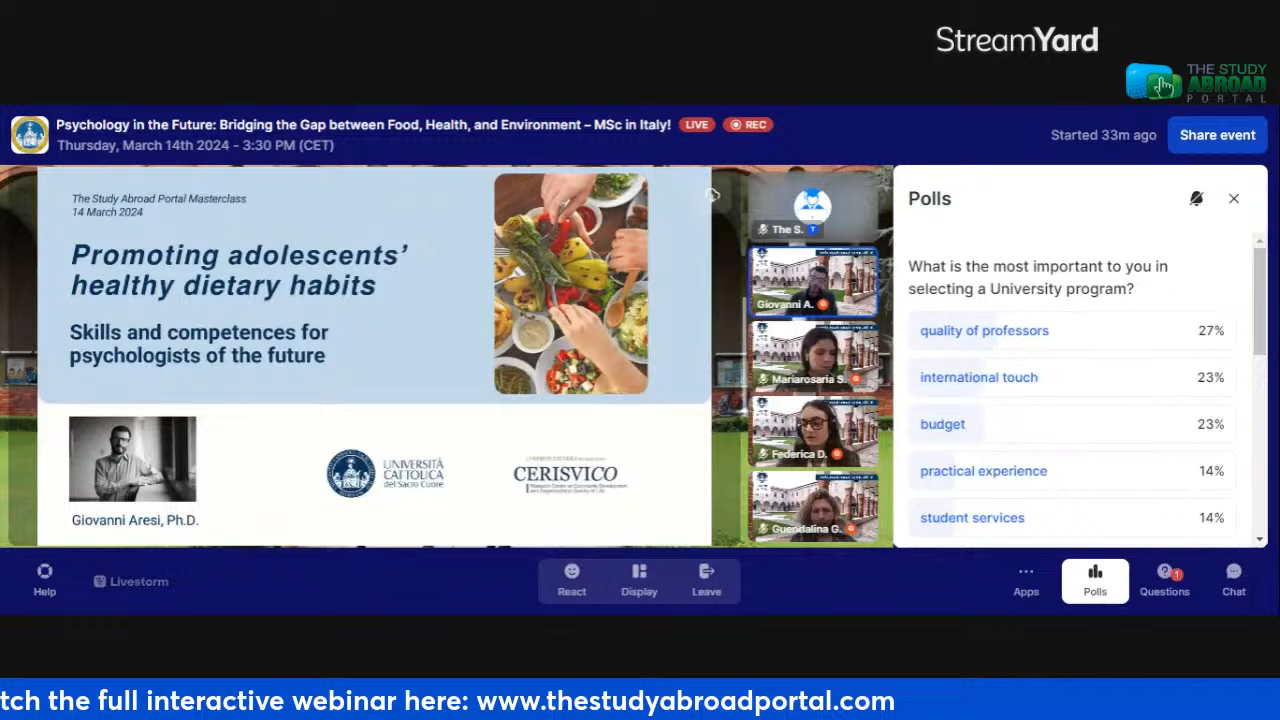 StreamYard
THE STUDY
ABROAD
PORTAL
Psychology in the Future: Bridging the Gap between Food, Health, and Environment – MSc in Italy!
LIVE
REC
Thursday, March 14th 2024 - 3:30 PM (CET)
Started 33m ago
Share event
The Study Abroad Portal Masterclass
14 March 2024
Promoting adolescents’
healthy dietary habits
Skills and competences for
psychologists of the future
Giovanni Aresi, Ph.D.
UNIVERSITÀ
CATTOLICA
del Sacro Cuore
CERISVICO
The S.
T
Giovanni A.
G
Mariarosaria S.
G
Federica D.
G
Guendalina G.
G
Polls
What is the most important to you in
selecting a University program?
quality of professors 27%
international touch 23%
budget 23%
practical experience 14%
student services 14%
Help
Livestorm
React
Display
Leave
Apps
Polls
Questions
1
Chat
tch the full interactive webinar here: www.thestudyabroadportal.com